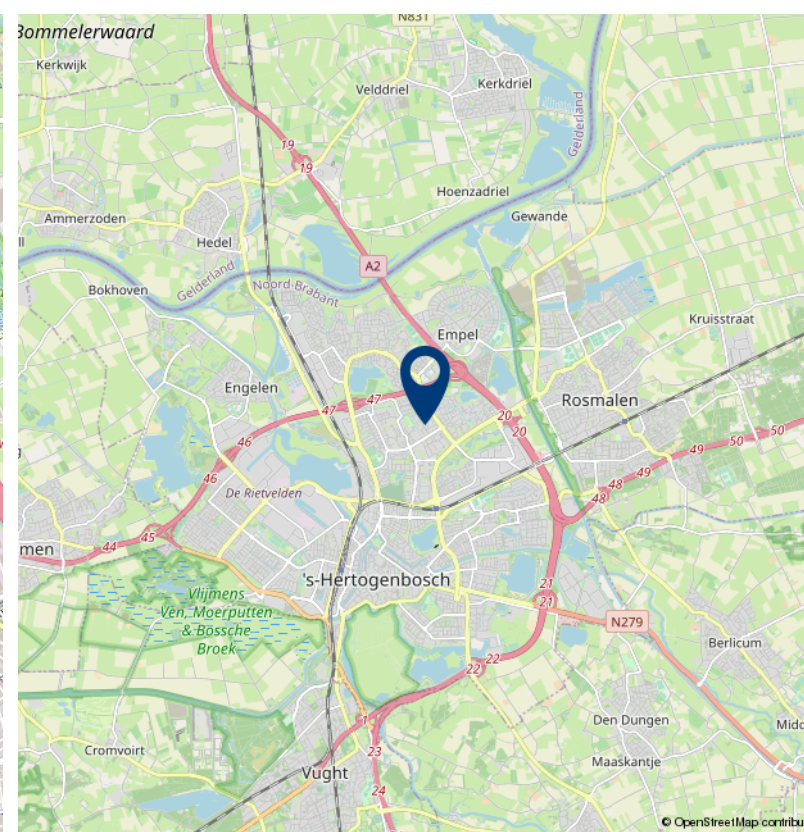 N831
Bommelerwaard
Kerkwijk
Velddriel
Kerkdriel
Gelderland
19
19
Hoenzadriel
Ammerzoden
Gewande
Hedel
A2
Gelderland
Noord-Brabant
Bokhoven
Kruisstraat
Empel
Engelen
47
47
Rosmalen
20
20
46
50
50
49
49
46
48
48
De Rietvelden
45
44
men
's-Hertogenbosch
21
21
Vlijmens
Ven, Moerputten
& Bossche
Broek
N279
Berlicum
22
22
1
Den Dungen
23
Cromvoirt
Maaskantje
Vught
24
© OpenStreetMap contribu